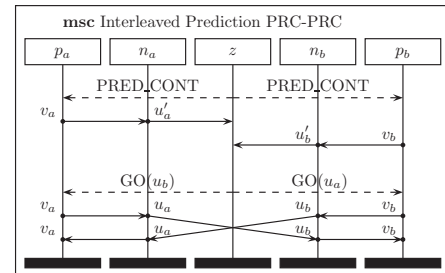 msc Interleaved Prediction PRC-PRC
p_a n_a z n_b p_b
PRED_CONT PRED_CONT
v_a u'_a
u'_b v_b
GO(u_b) GO(u_a)
v_a u_a u_b v_b
v_a u_a u_b v_b